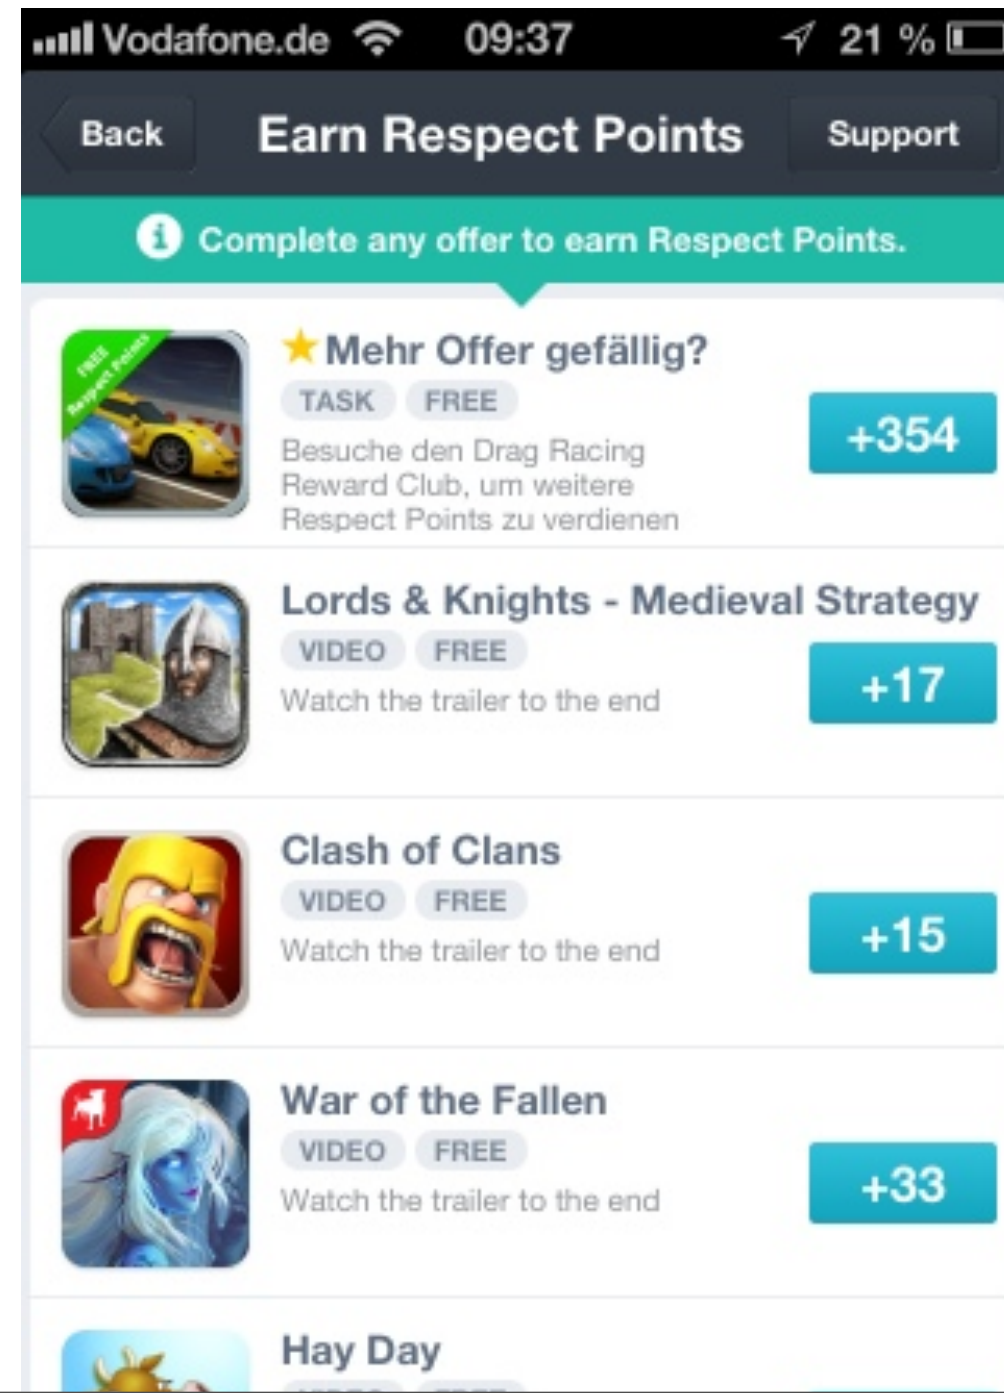 Vodafone.de 09:37 21 %
Back Earn Respect Points Support
Complete any offer to earn Respect Points.
FREE
Respect Points
Mehr Offer gefällig?
TASK FREE
+354
Besuche den Drag Racing
Reward Club, um weitere
Respect Points zu verdienen
Lords & Knights - Medieval Strategy
VIDEO FREE
+17
Watch the trailer to the end
Clash of Clans
VIDEO FREE
+15
Watch the trailer to the end
War of the Fallen
VIDEO FREE
+33
Watch the trailer to the end
Hay Day
VIDEO FREE